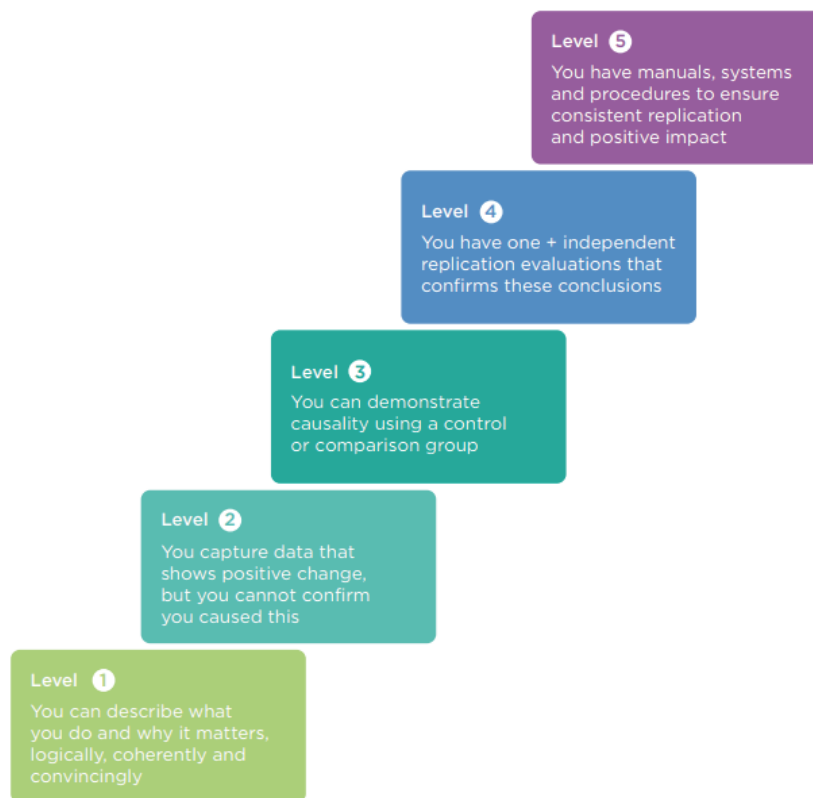 Level 5
You have manuals, systems
and procedures to ensure
consistent replication
and positive impact
Level 4
You have one + independent
replication evaluations that
confirms these conclusions
Level 3
You can demonstrate
causality using a control
or comparison group
Level 2
You capture data that
shows positive change,
but you cannot confirm
you caused this
Level 1
You can describe what
you do and why it matters,
logically, coherently and
convincingly